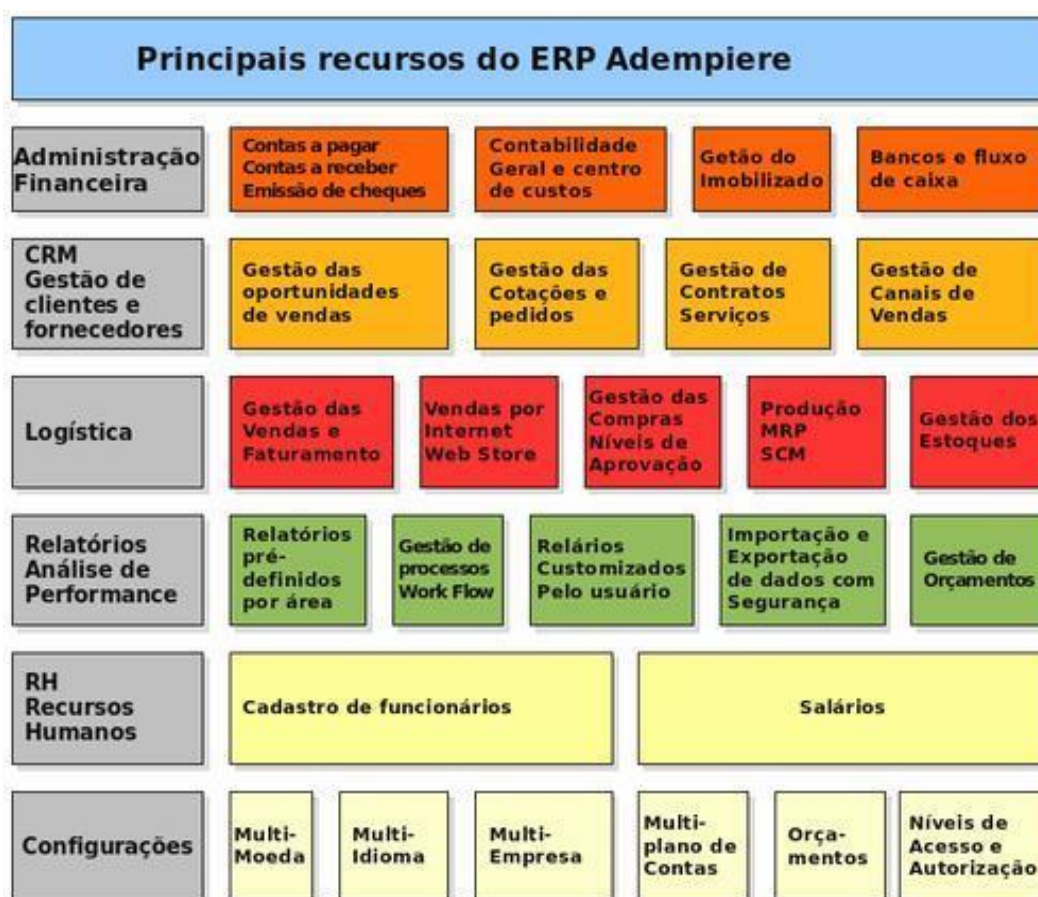 Principais recursos do ERP Adempiere
Administração
Financeira
Contas a pagar
Contas a receber
Emissão de cheques
Contabilidade
Geral e centro
de custos
Getão do
Imobilizado
Bancos e fluxo
de caixa
CRM
Gestão de
clientes e
fornecedores
Gestão das
oportunidades
de vendas
Gestão das
Cotações e
pedidos
Gestão de
Contratos
Serviços
Gestão de
Canais de
Vendas
Logística
Gestão das
Vendas e
Faturamento
Vendas por
Internet
Web Store
Gestão das
Compras
Níveis de
Aprovação
Produção
MRP
SCM
Gestão dos
Estoques
Relatórios
Análise de
Performance
Relatórios
pré-
definidos
por área
Gestão de
processos
Work Flow
Relários
Customizados
Pelo usuário
Importação e
Exportação
de dados com
Segurança
Gestão de
Orçamentos
RH
Recursos
Humanos
Cadastro de funcionários
Salários
Configurações
Multi-
Moeda
Multi-
Idioma
Multi-
Empresa
Multi-
plano de
Contas
Orça-
mentos
Níveis de
Acesso e
Autorização